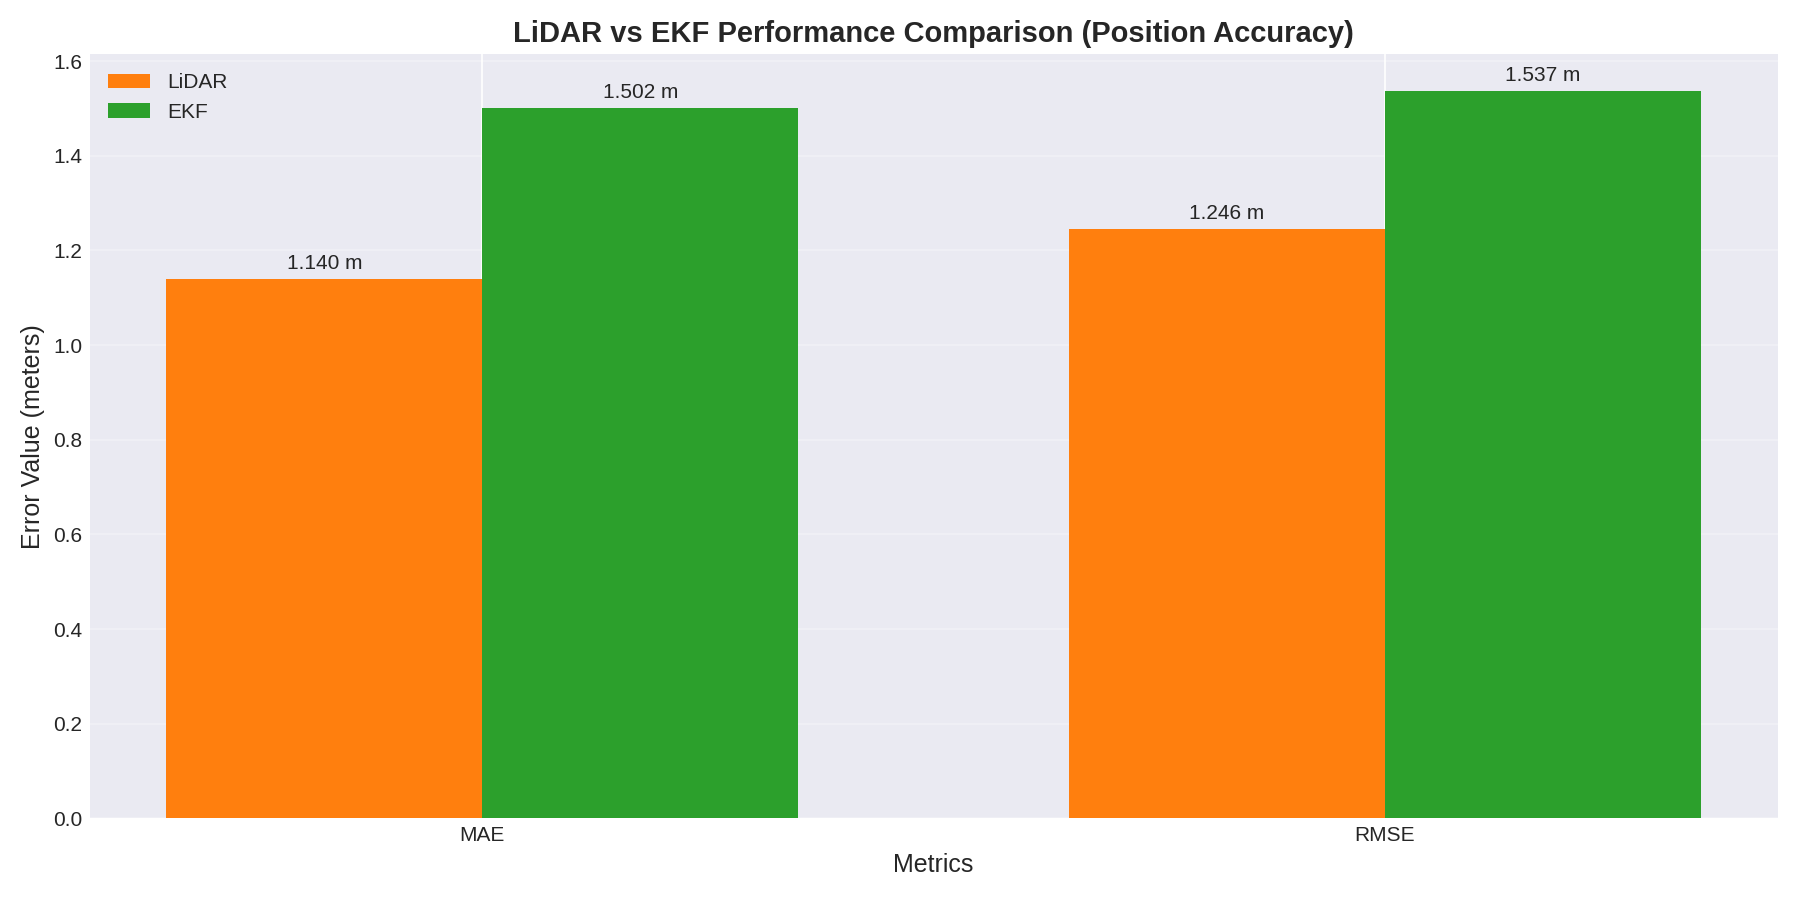 LiDAR vs EKF Performance Comparison (Position Accuracy)
LiDAR
EKF
1.140 m
1.502 m
1.246 m
1.537 m
Error Value (meters)
1.6
1.4
1.2
1.0
0.8
0.6
0.4
0.2
0.0
MAE
RMSE
Metrics